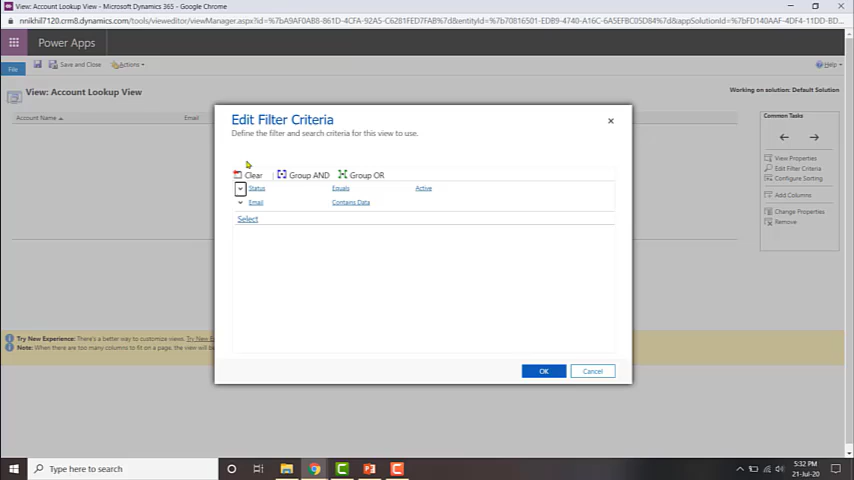 View: Account Lookup View - Microsoft Dynamics 365 - Google Chrome
Power Apps
File
Save and Close
Actions
Help
View: Account Lookup View
Working on solution: Default Solution
Account Name
Email
Edit Filter Criteria
Define the filter and search criteria for this view to use.
Clear
Group AND
Group OR
Status Equals Active
Email Contains Data
Select
OK
Cancel
Common Tasks
View Properties
Edit Filter Criteria
Configure Sorting
Add Columns
Change Properties
Remove
Try New Experience: There's a better way to customize views. Try New Ex
Note: When there are too many columns to fit on a page, the view will be
Type here to search
5:32 PM
21-Jul-20